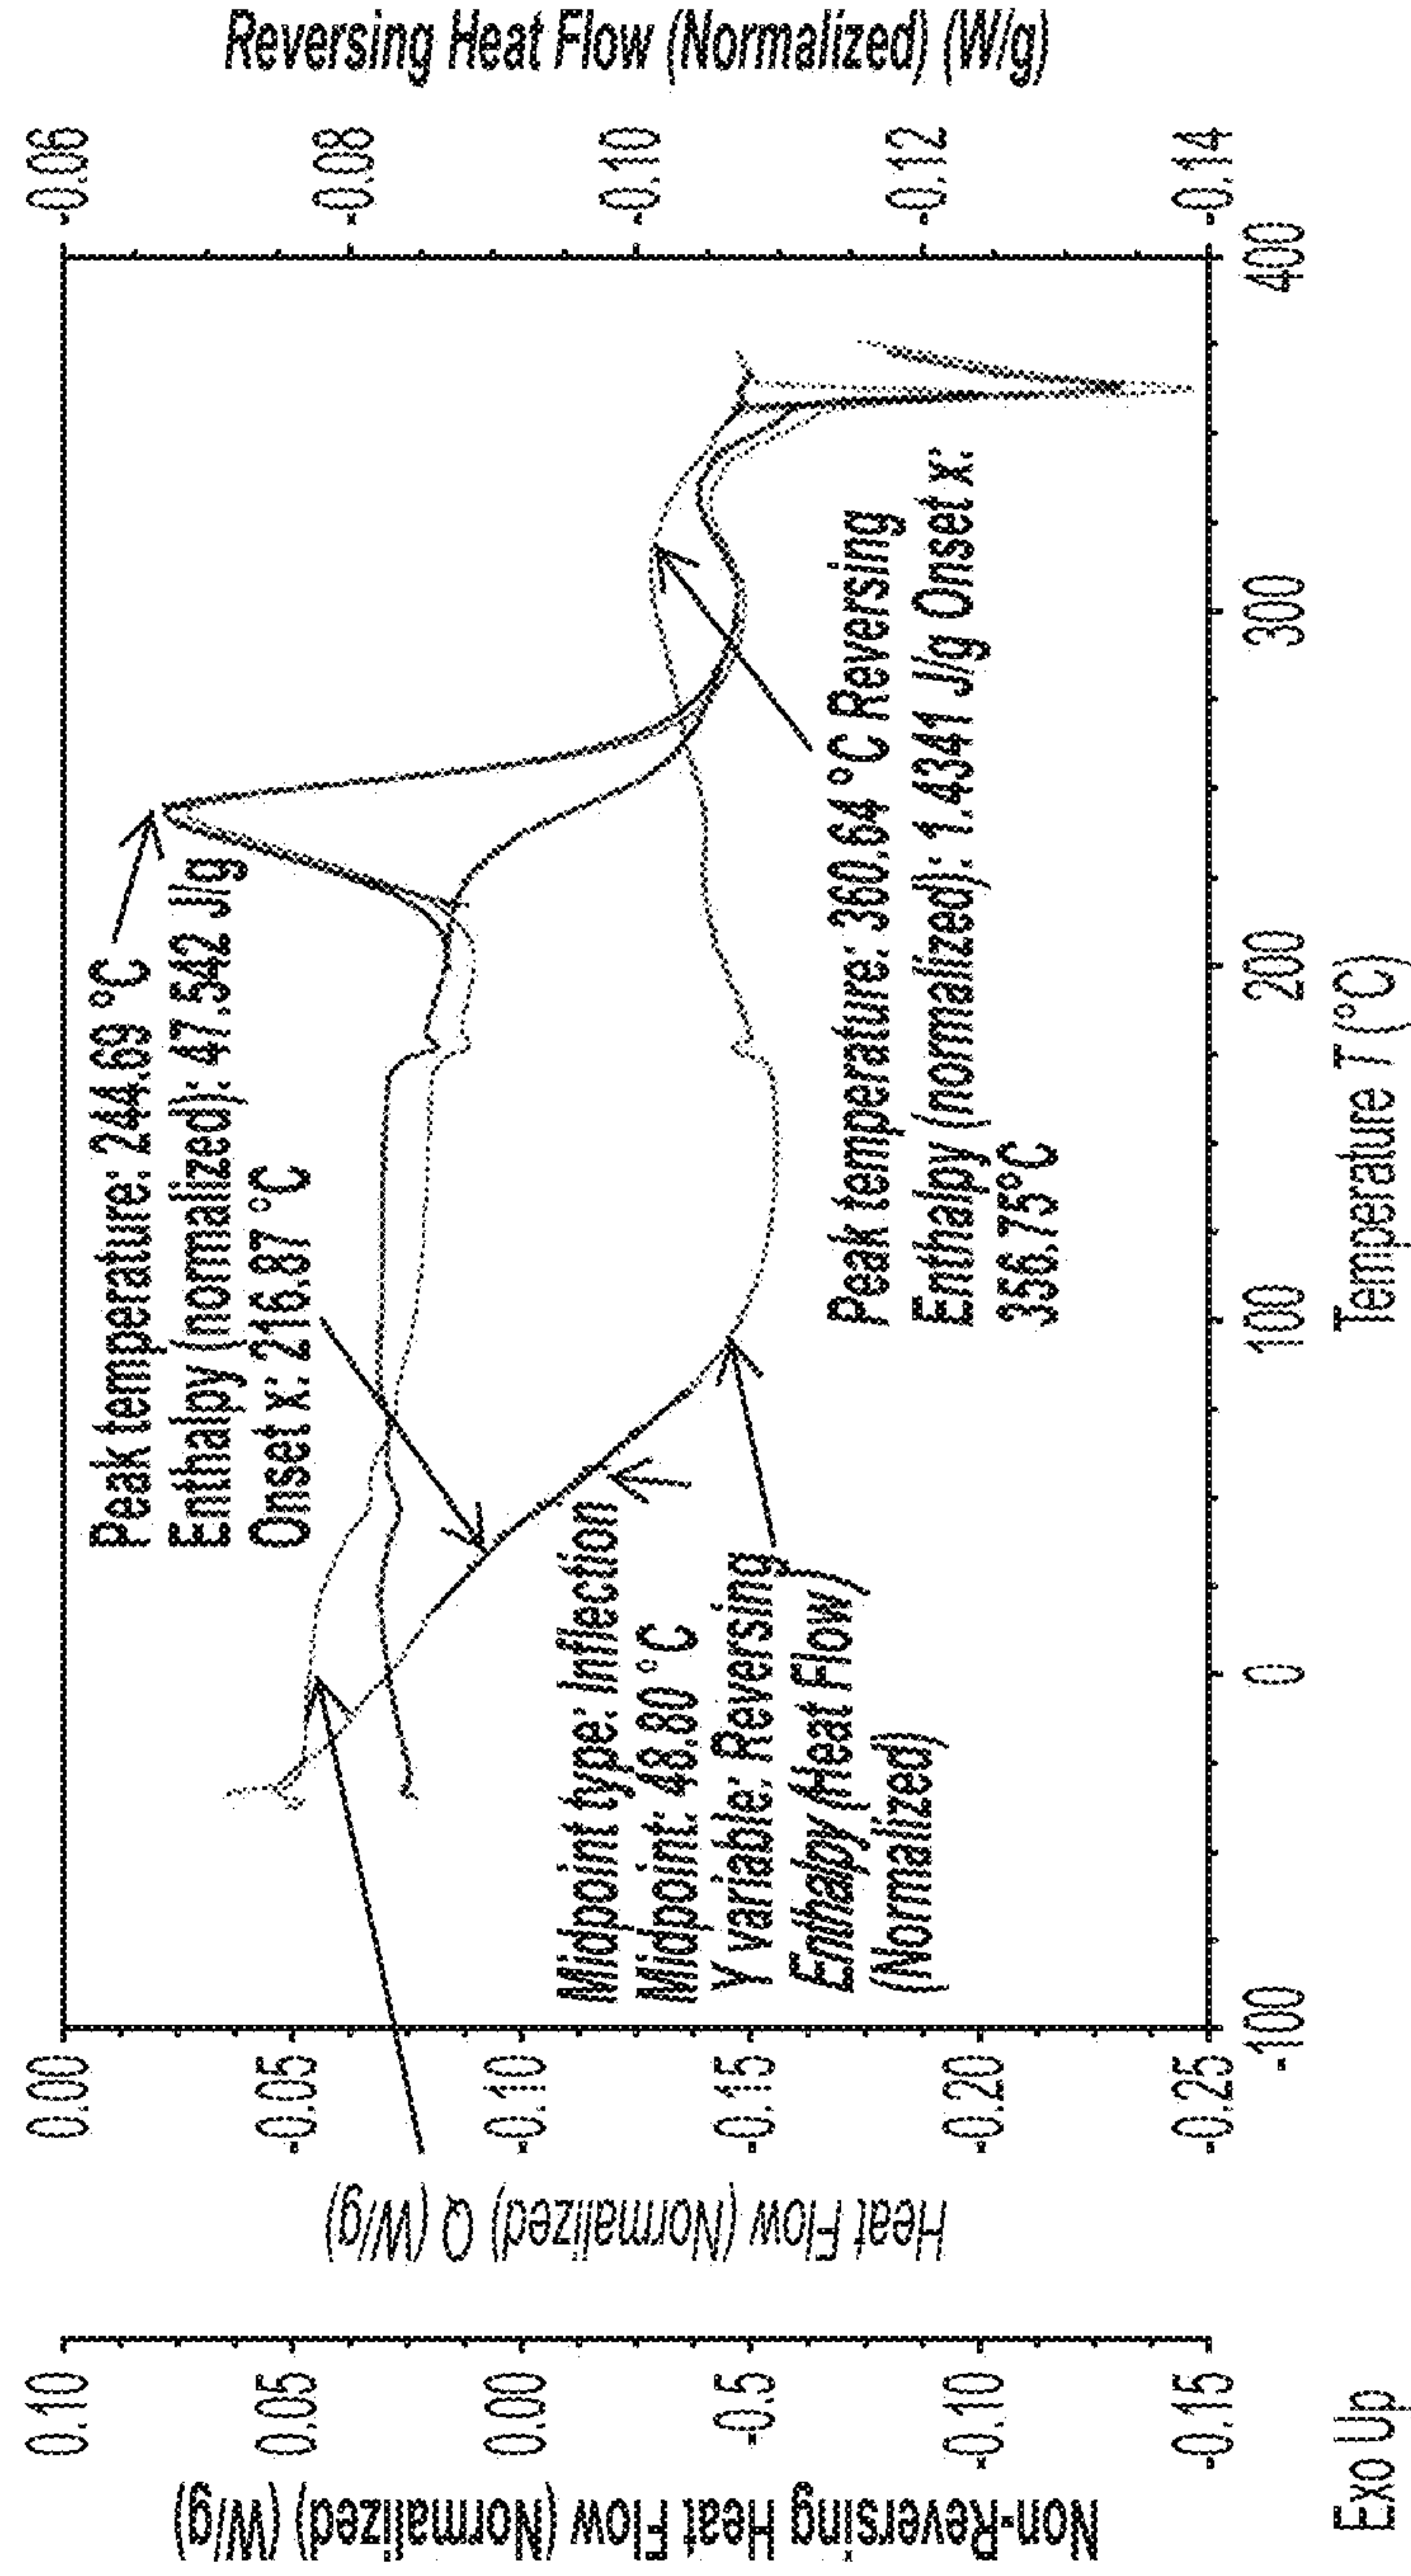 Reversing Heat Flow (Normalized) (W/g)
-0.06
-0.08
-0.10
-0.12
-0.14
Peak temperature: 244.69 °C
Enthalpy (normalized): 47.542 J/g
Onset x: 216.87 °C
Midpoint type: Inflection
Midpoint: 48.80 °C
Y variable: Reversing
Enthalpy (Heat Flow)
(Normalized)
Peak temperature: 360.64 °C Reversing
Enthalpy (normalized): 1.4341 J/g Onset x:
356.75°C
0.00
-0.05
-0.10
-0.15
-0.20
-0.25
Heat Flow (Normalized) Q (W/g)
0.10
0.05
0.00
-0.5
-0.10
-0.15
Non-Reversing Heat Flow (Normalized) (W/g)
-100
0
100
200
300
400
Temperature T (°C)
Exo Up